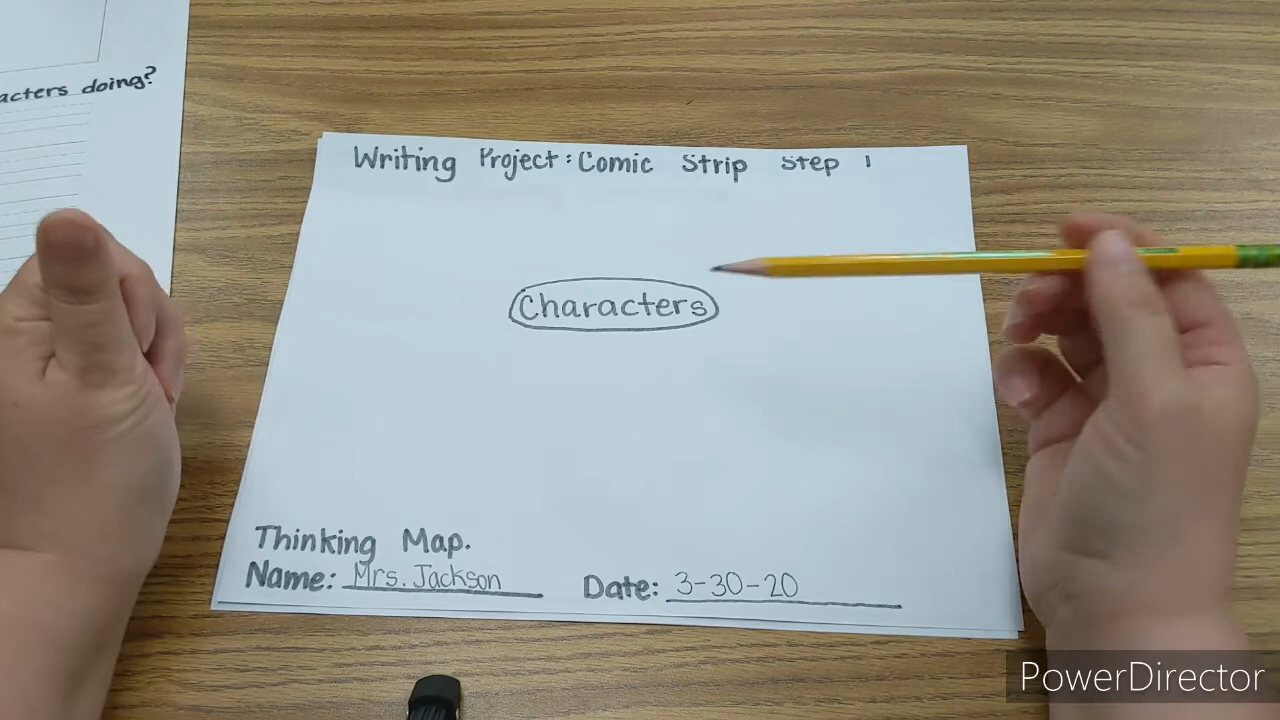 acters doing?
Writing Project: Comic Strip Step 1
Characters
Thinking Map.
Name: Mrs. Jackson Date: 3-30-20
PowerDirector